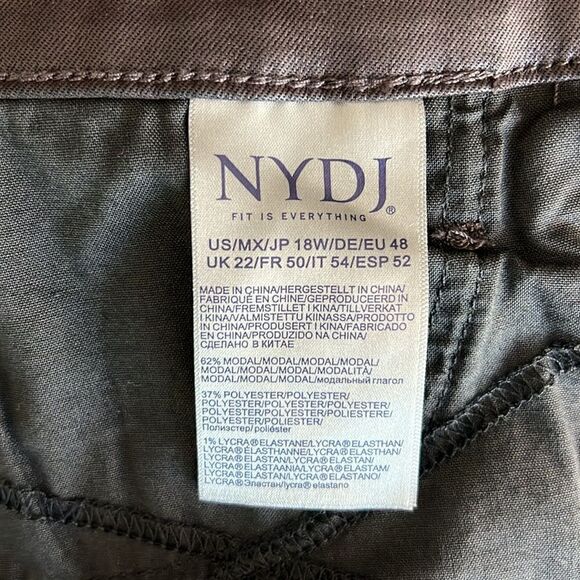 NYDJ®
FIT IS EVERYTHING
US/MX/JP 18W/DE/EU 48
UK 22/FR 50/IT 54/ESP 52
MADE IN CHINA/HERGESTELLT IN CHINA/
FABRIQUÉ EN CHINE/GEPRODUCEERD IN
CHINA/FREMSTILLET I KINA/TILLVERKAT
I KINA/VALMISTETTU KIINASSA/PRODOTTO
IN CHINA/PRODUSERT I KINA/FABRICADO
EN CHINA/PRODUZIDO NA CHINA/
СДЕЛАНО В КИТАЕ
62% MODAL/MODAL/MODAL/MODAL/
MODAL/MODAL/MODAL/MODALITÀ/
MODAL/MODAL/MODAL/модальный глагол
37% POLYESTER/POLYESTER/
POLYESTER/POLYESTER/POLYESTER/
POLYESTER/POLYESTER/POLIESTERE/
POLYESTER/POLIESTER/
Полиэстер/poliéster
1% LYCRA®ELASTANE/LYCRA®ELASTHAN/
LYCRA®ÉLASTHANNE/LYCRA®ELASTHAN/
LYCRA®ELASTAN/LYCRA®ELASTAN/
LYCRA®ELASTAANIA/LYCRA®ELASTAM/
LYCRA®ELASTAN/LYCRA®ELASTANO/
LYCRA®Эластан/lycra® elastano